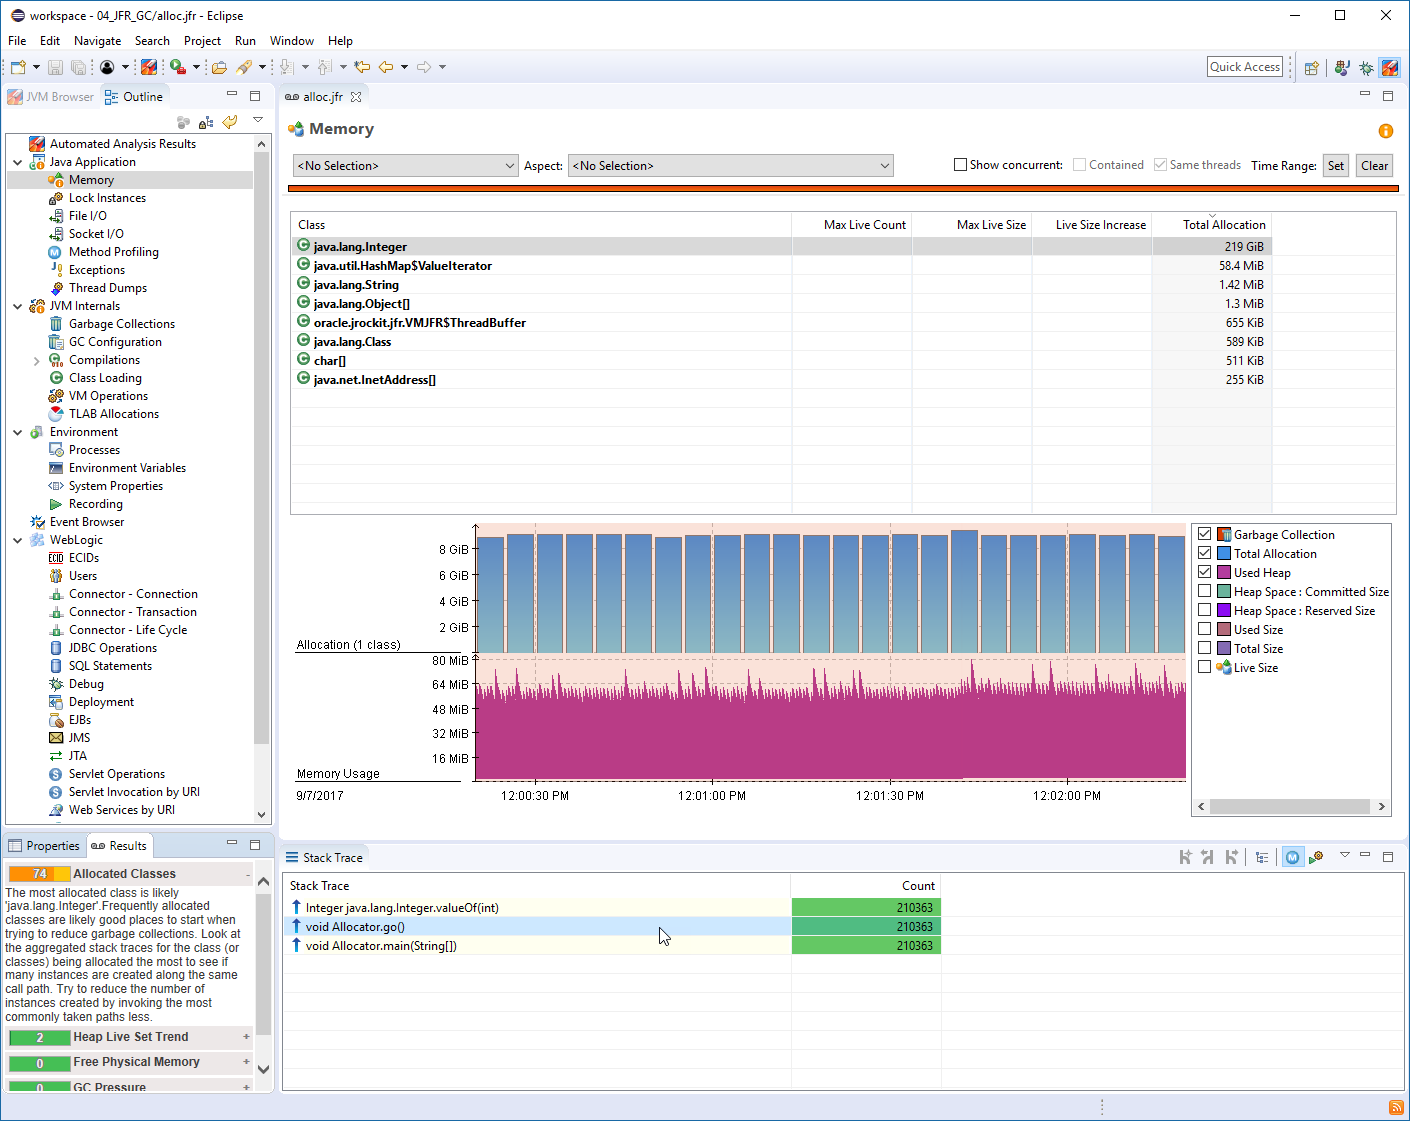 workspace - 04_JFR_GC/alloc.jfr - Eclipse
File Edit Navigate Search Project Run Window Help
Quick Access
JVM Browser Outline
Automated Analysis Results
Java Application
Memory
Lock Instances
File I/O
Socket I/O
Method Profiling
Exceptions
Thread Dumps
JVM Internals
Garbage Collections
GC Configuration
Compilations
Class Loading
VM Operations
TLAB Allocations
Environment
Processes
Environment Variables
System Properties
Recording
Event Browser
WebLogic
ECIDs
Users
Connector - Connection
Connector - Transaction
Connector - Life Cycle
JDBC Operations
SQL Statements
Debug
Deployment
EJBs
JMS
JTA
Servlet Operations
Servlet Invocation by URI
Web Services by URI
Properties Results
74 Allocated Classes -
The most allocated class is likely
'java.lang.Integer'.Frequently allocated
classes are likely good places to start when
trying to reduce garbage collections. Look at
the aggregated stack traces for the class (or
classes) being allocated the most to see if
many instances are created along the same
call path. Try to reduce the number of
instances created by invoking the most
commonly taken paths less.
2 Heap Live Set Trend +
0 Free Physical Memory +
0 GC Pressure +
alloc.jfr
Memory
<No Selection> Aspect: <No Selection> Show concurrent: Contained Same threads Time Range: Set Clear
Class Max Live Count Max Live Size Live Size Increase Total Allocation
java.lang.Integer 219 GiB
java.util.HashMap$ValueIterator 58.4 MiB
java.lang.String 1.42 MiB
java.lang.Object[] 1.3 MiB
oracle.jrockit.jfr.VMJFR$ThreadBuffer 655 KiB
java.lang.Class 589 KiB
char[] 511 KiB
java.net.InetAddress[] 255 KiB
8 GiB
6 GiB
4 GiB
2 GiB
Allocation (1 class)
80 MiB
64 MiB
48 MiB
32 MiB
16 MiB
Memory Usage
9/7/2017 12:00:30 PM 12:01:00 PM 12:01:30 PM 12:02:00 PM
Garbage Collection
Total Allocation
Used Heap
Heap Space : Committed Size
Heap Space : Reserved Size
Used Size
Total Size
Live Size
Stack Trace
Stack Trace Count
Integer java.lang.Integer.valueOf(int) 210363
void Allocator.go() 210363
void Allocator.main(String[]) 210363